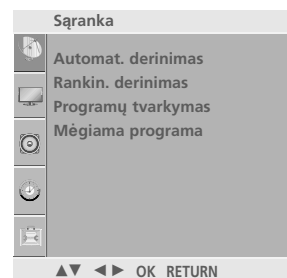 Sąranka
Automat. derinimas
Rankin. derinimas
Programų tvarkymas
Mėgiama programa
▲▼ ◄► OK RETURN